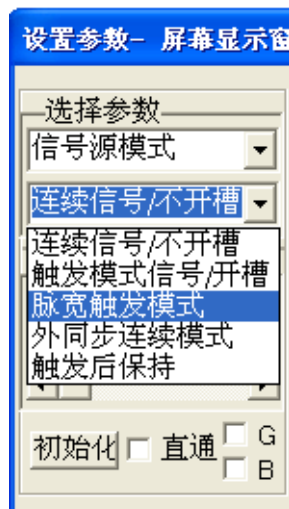 设置参数- 屏幕显示窗
选择参数
信号源模式
连续信号/不开槽
连续信号/不开槽
触发模式信号/开槽
脉宽触发模式
外同步连续模式
触发后保持
初始化 直通 G
B